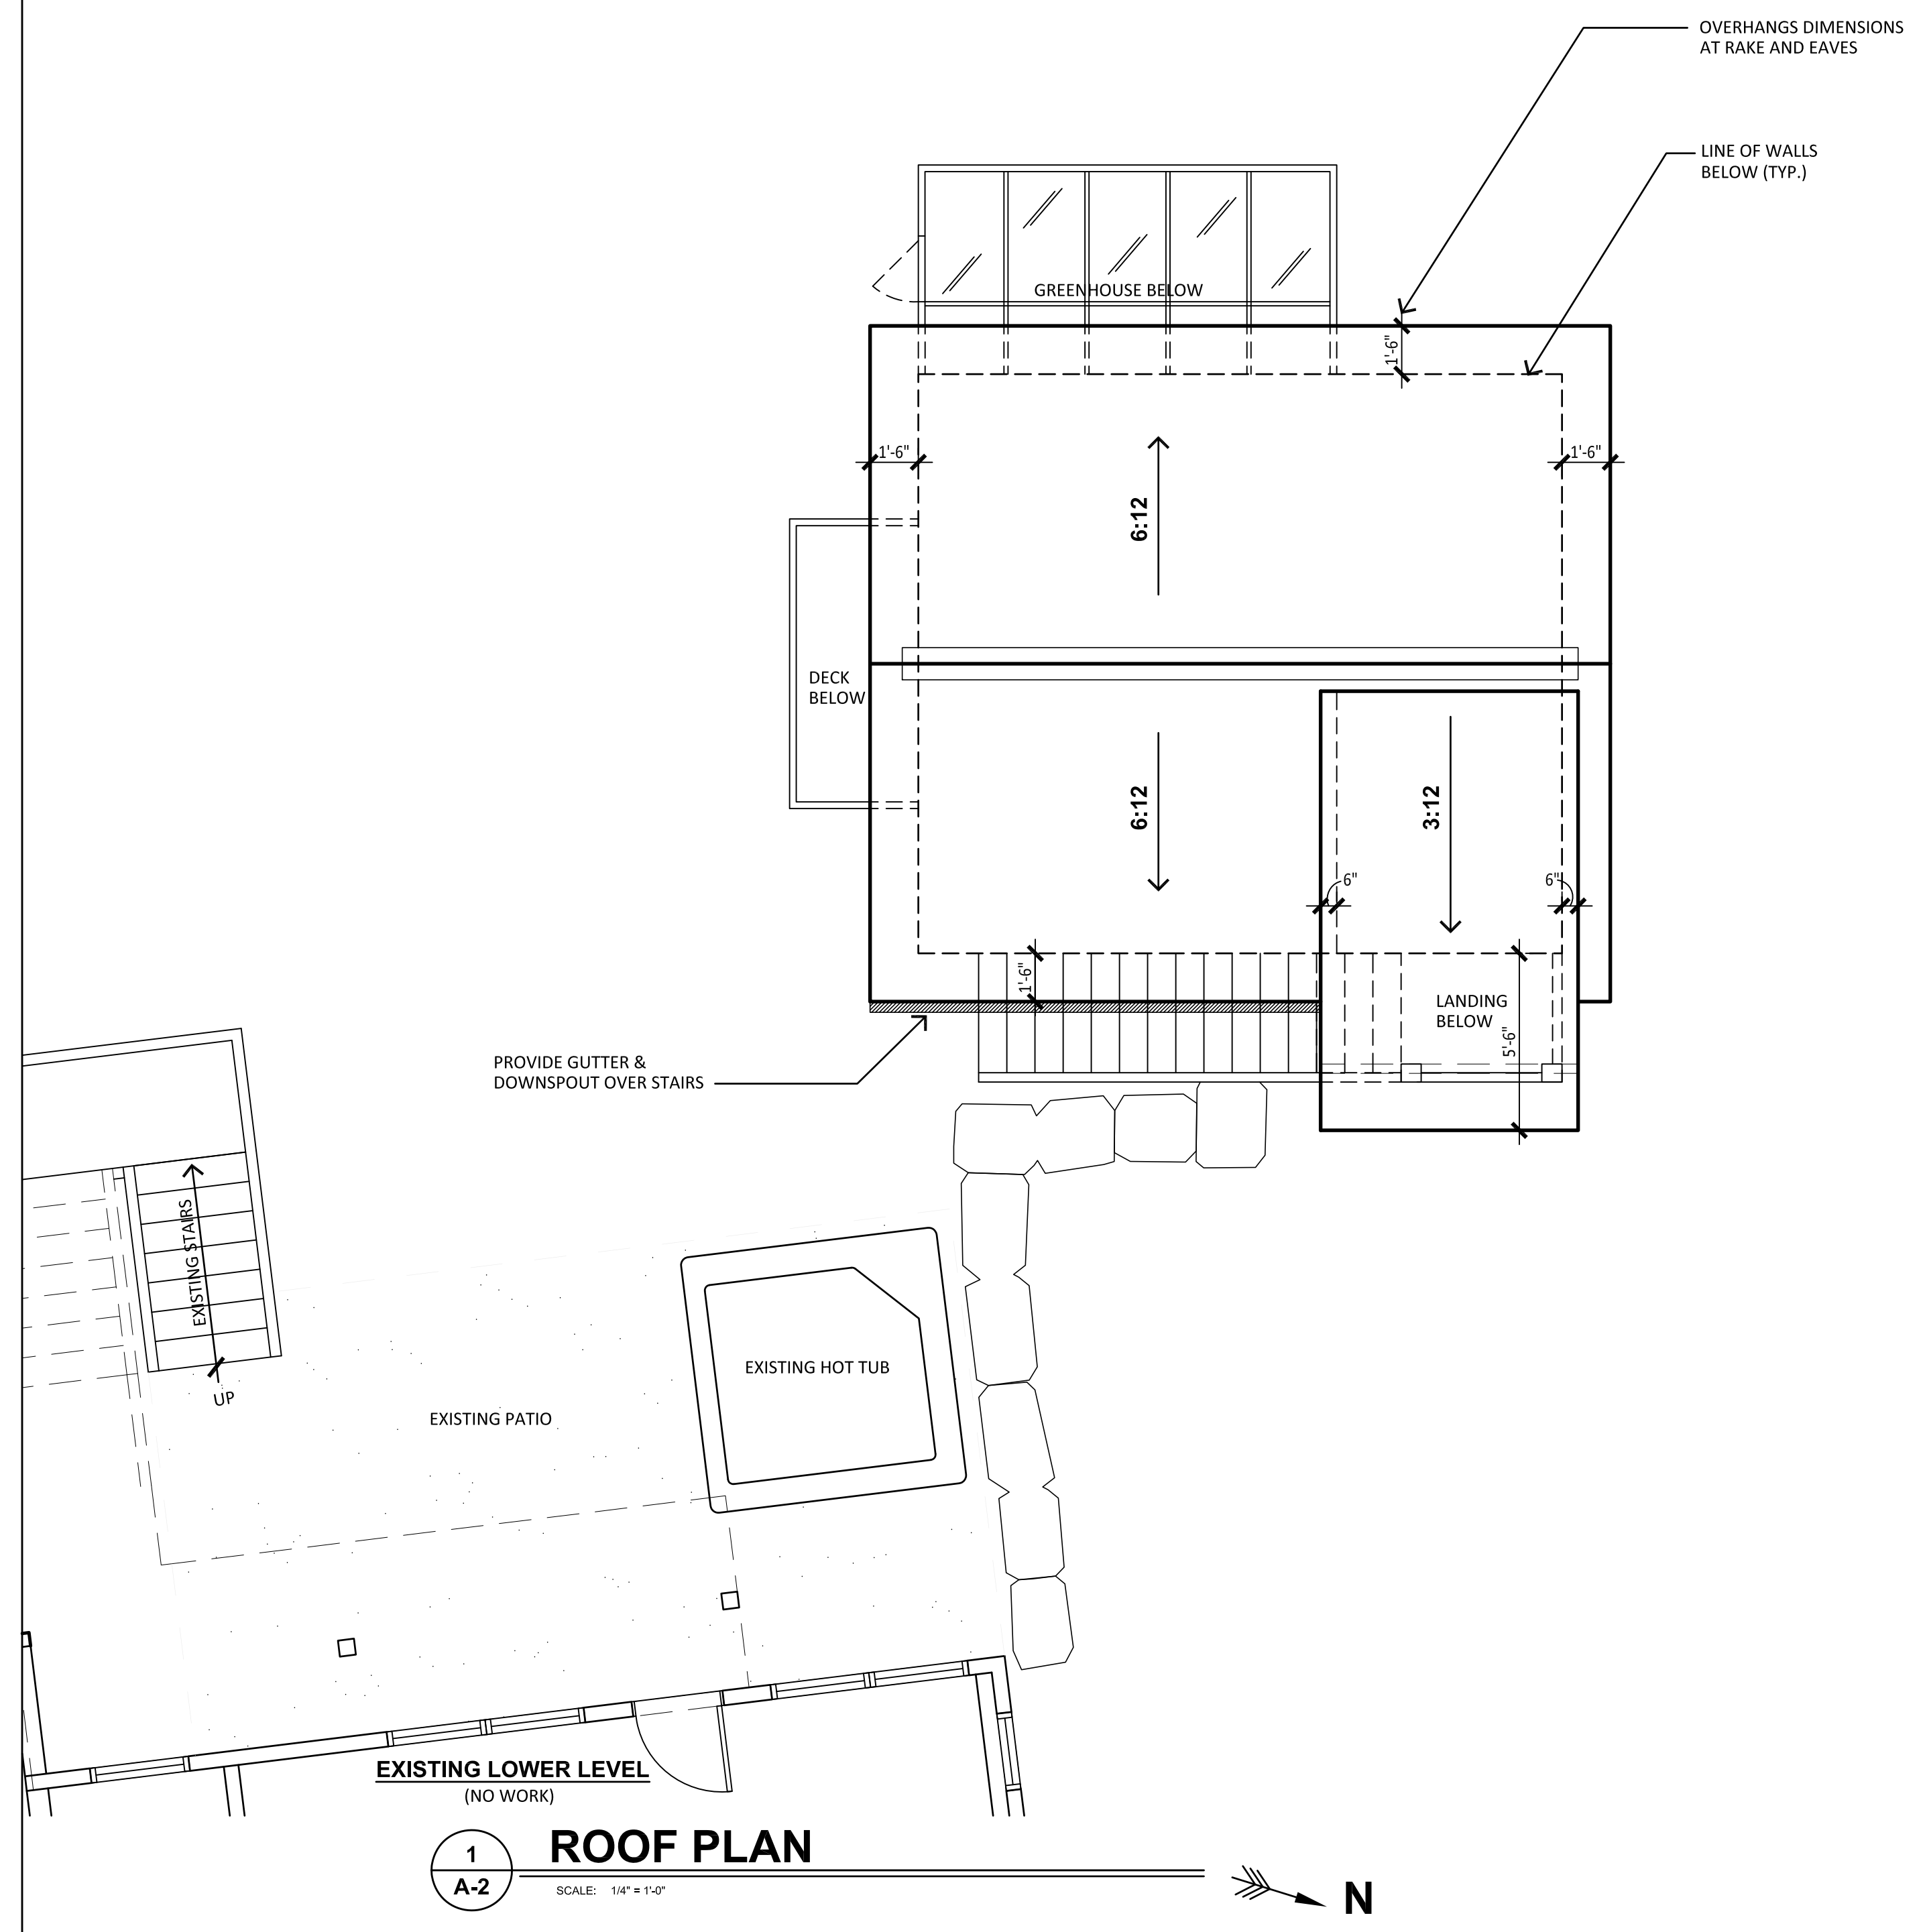 OVERHANGS DIMENSIONS
AT RAKE AND EAVES
LINE OF WALLS
BELOW (TYP.)
GREENHOUSE BELOW
1'-6"
1'-6"
1'-6"
6:12
DECK
BELOW
6:12
3:12
6"
6"
1'-6"
LANDING
BELOW
5'-6"
PROVIDE GUTTER &
DOWNSPOUT OVER STAIRS
EXISTING STAIRS
UP
EXISTING HOT TUB
EXISTING PATIO
EXISTING LOWER LEVEL
(NO WORK)
1
A-2
ROOF PLAN
SCALE: 1/4" = 1'-0"
N